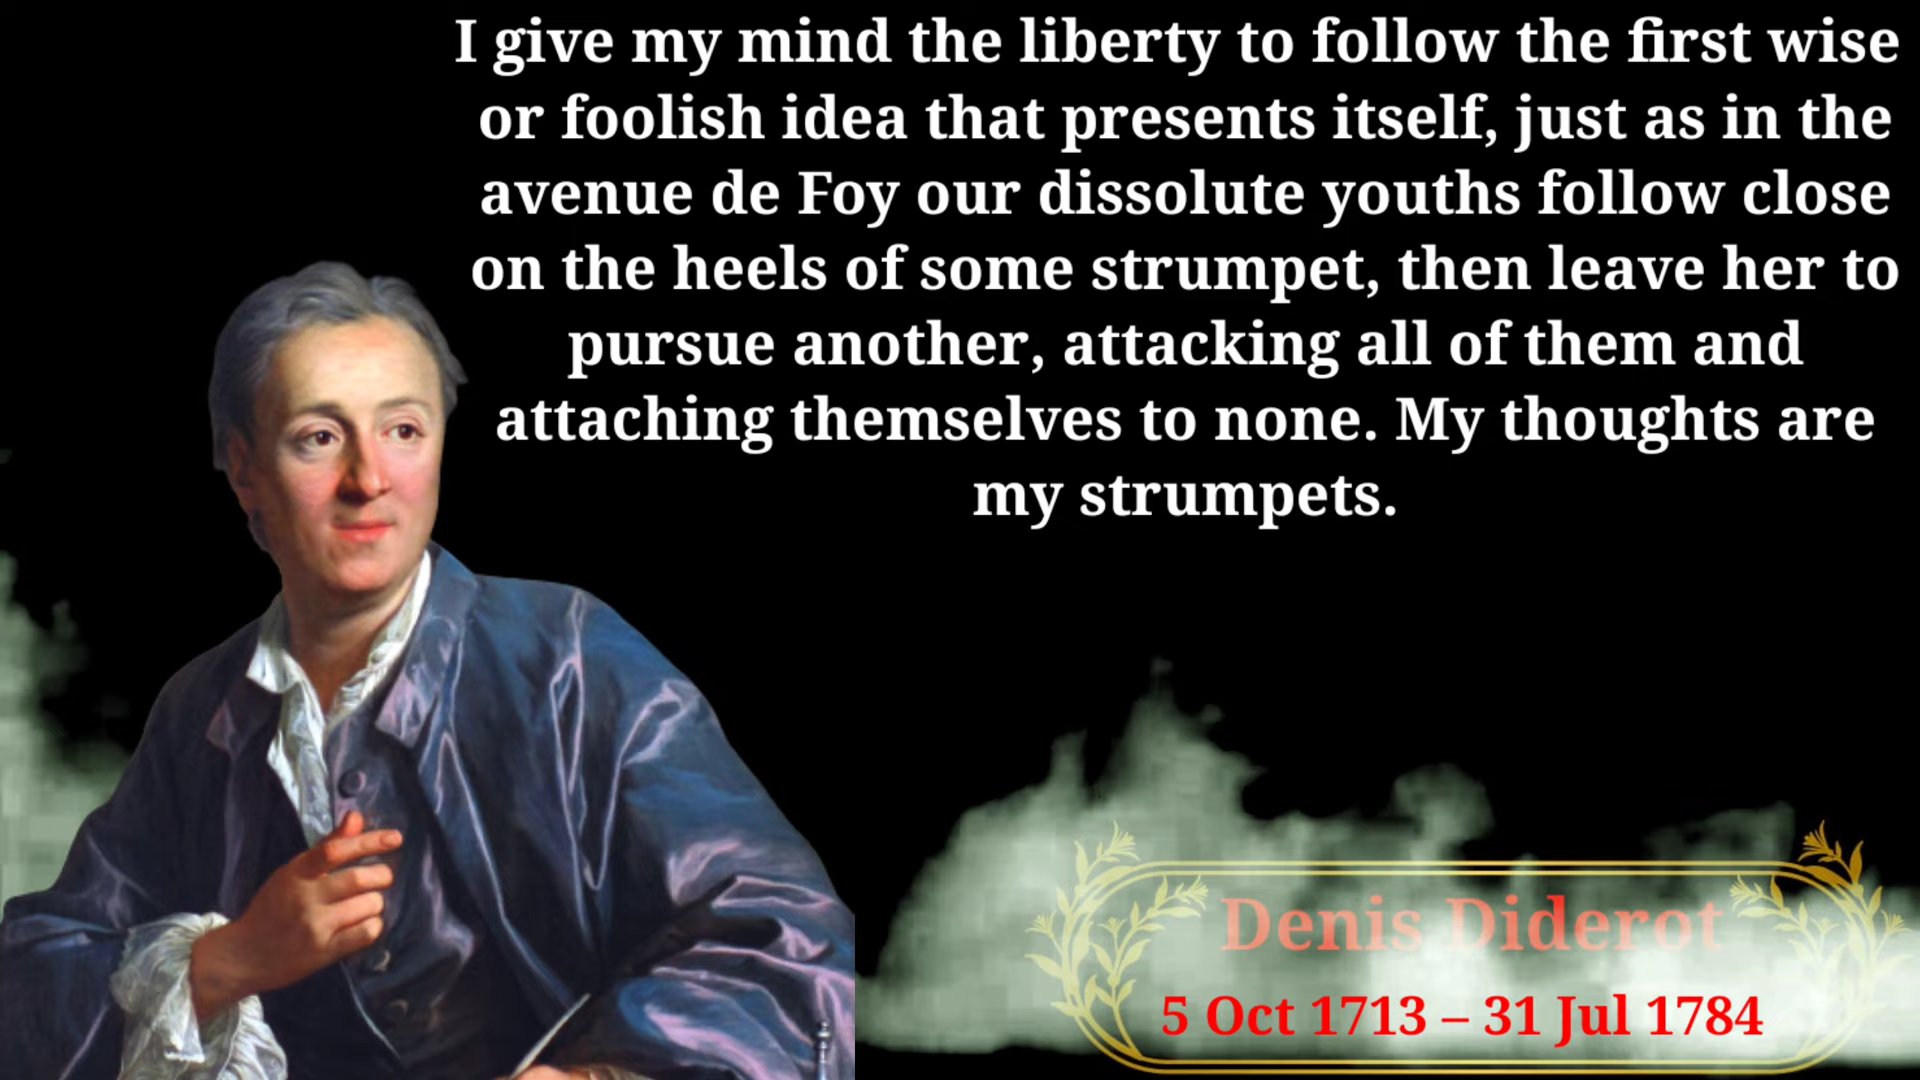 I give my mind the liberty to follow the first wise
or foolish idea that presents itself, just as in the
avenue de Foy our dissolute youths follow close
on the heels of some strumpet, then leave her to
pursue another, attacking all of them and
attaching themselves to none. My thoughts are
my strumpets.
Denis Diderot
5 Oct 1713 – 31 Jul 1784